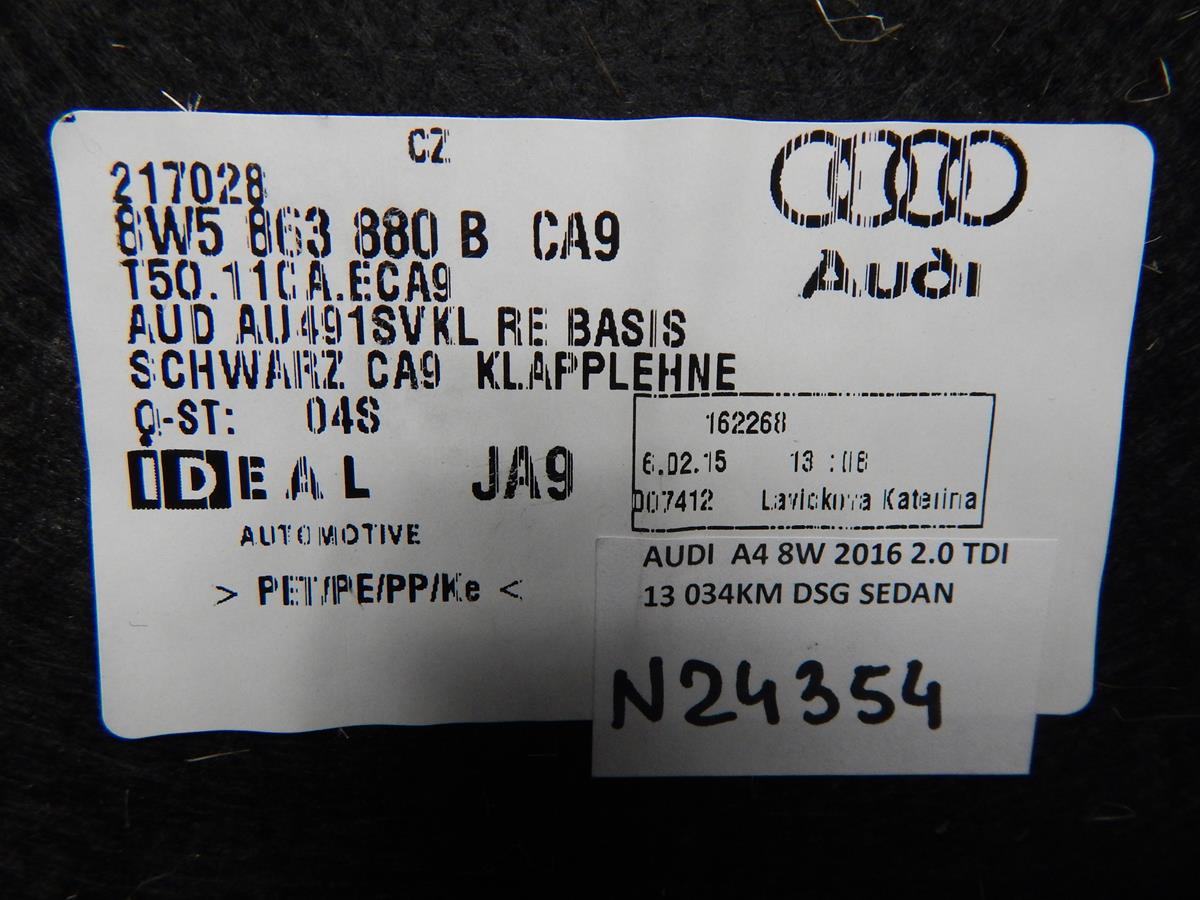 CZ
217028
8W5 863 880 B CA9
T50.11CA.ECA9
AUD AU491SVKL RE BASIS
SCHWARZ CA9 KLAPPLEHNE
Q-ST: 04S
IDEAL JA9
AUTOMOTIVE
> PET/PE/PP/Ke <
Audi
162268
6.02.15 13:08
D07412 Lavickova Katerina
AUDI A4 8W 2016 2.0 TDI
13 034KM DSG SEDAN
N24354